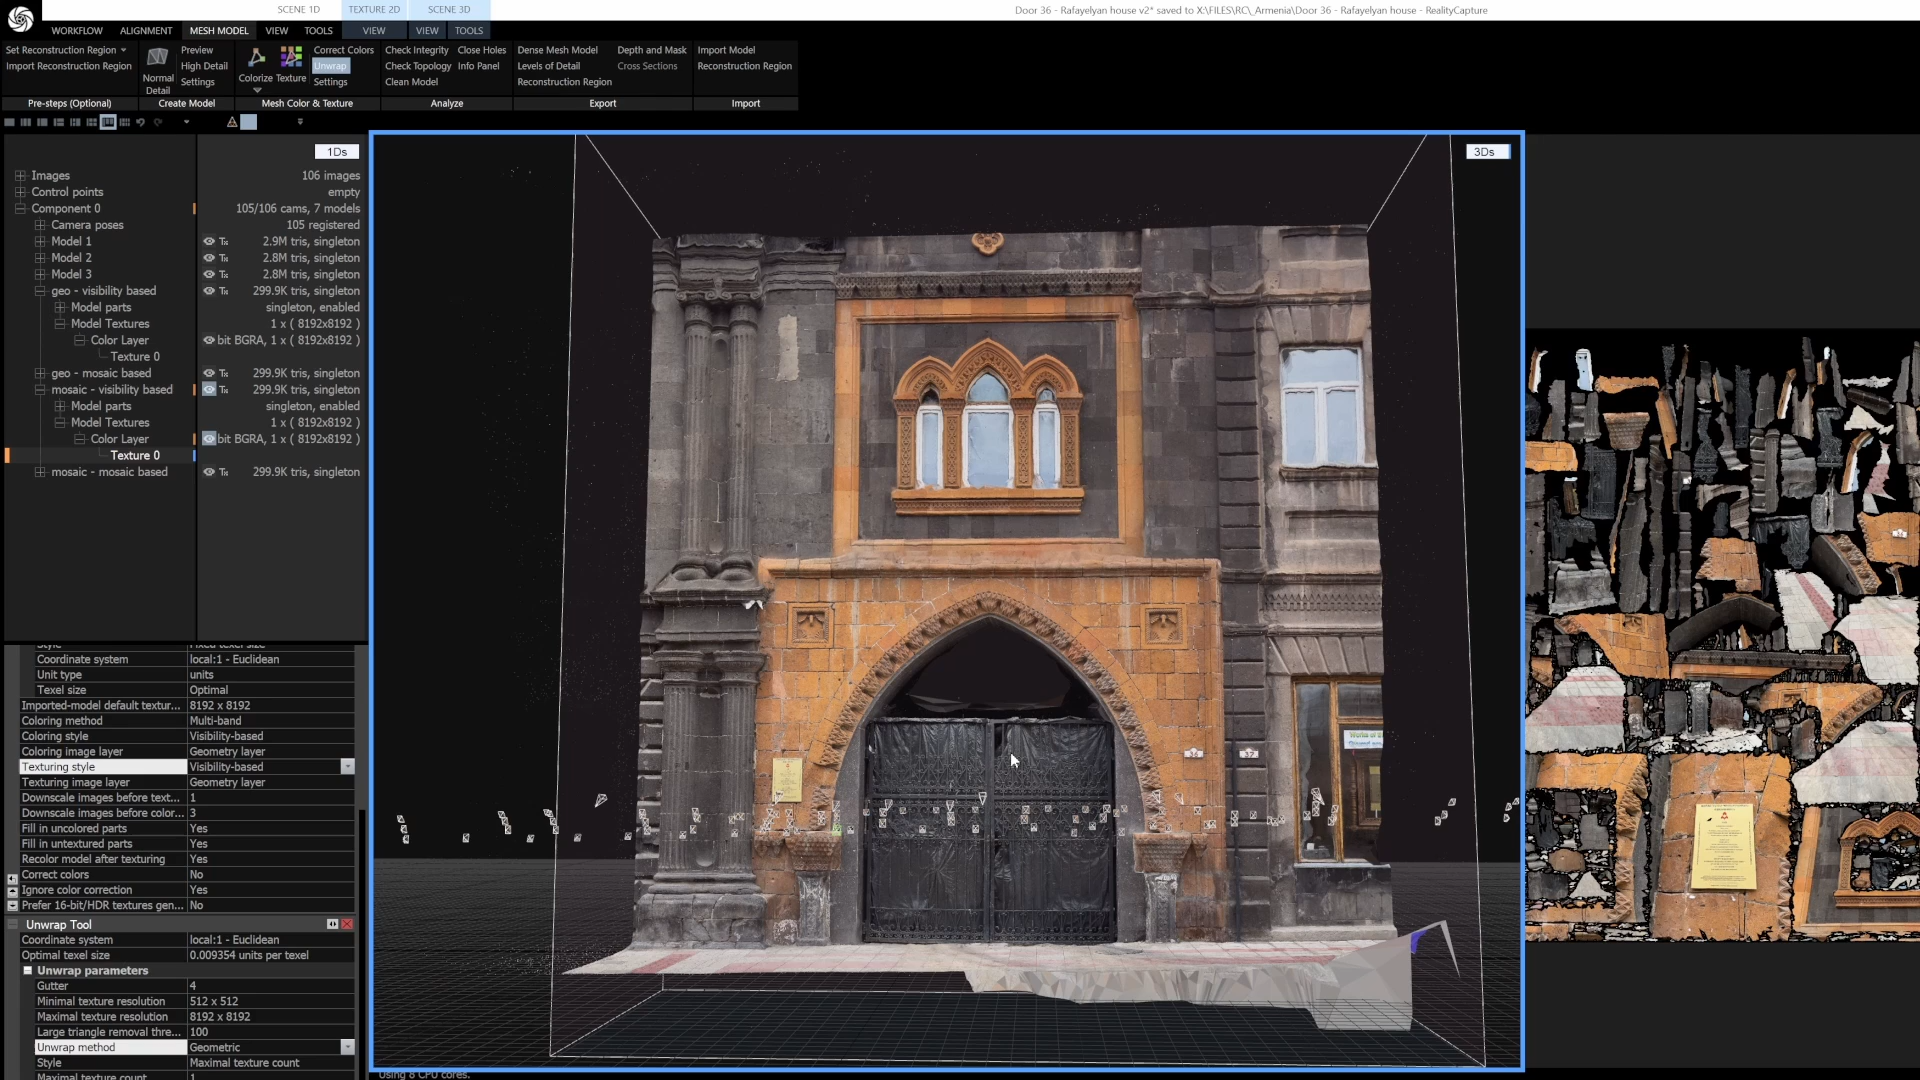 SCENE 1D TEXTURE 2D SCENE 3D Door 36 - Rafayelyan house v2* saved to X:\FILES\RC\_Armenia\Door 36 - Rafayelyan house - RealityCapture
WORKFLOW ALIGNMENT MESH MODEL VIEW TOOLS VIEW VIEW TOOLS
Set Reconstruction Region Preview Correct Colors Check Integrity Close Holes Dense Mesh Model Depth and Mask Import Model
Import Reconstruction Region High Detail Unwrap Check Topology Info Panel Levels of Detail Cross Sections Reconstruction Region
Normal Detail Settings Colorize Texture Settings Clean Model Reconstruction Region
Pre-steps (Optional) Create Model Mesh Color & Texture Analyze Export Import
1Ds
3Ds
Images 106 images
Control points empty
Component 0 105/106 cams, 7 models
Camera poses 105 registered
Model 1 Tx 2.9M tris, singleton
Model 2 Tx 2.8M tris, singleton
Model 3 Tx 2.8M tris, singleton
geo - visibility based Tx 299.9K tris, singleton
Model parts singleton, enabled
Model Textures 1 x ( 8192x8192 )
Color Layer bit BGRA, 1 x ( 8192x8192 )
Texture 0
geo - mosaic based Tx 299.9K tris, singleton
mosaic - visibility based Tx 299.9K tris, singleton
Model parts singleton, enabled
Model Textures 1 x ( 8192x8192 )
Color Layer bit BGRA, 1 x ( 8192x8192 )
Texture 0
mosaic - mosaic based Tx 299.9K tris, singleton
Style Fixed texel size
Coordinate system local:1 - Euclidean
Unit type units
Texel size Optimal
Imported-model default textur... 8192 x 8192
Coloring method Multi-band
Coloring style Visibility-based
Coloring image layer Geometry layer
Texturing style Visibility-based
Texturing image layer Geometry layer
Downscale images before text... 1
Downscale images before color... 3
Fill in uncolored parts Yes
Fill in untextured parts Yes
Recolor model after texturing Yes
Correct colors No
Ignore color correction Yes
Prefer 16-bit/HDR textures gen... No
Unwrap Tool
Coordinate system local:1 - Euclidean
Optimal texel size 0.009354 units per texel
Unwrap parameters
Gutter 4
Minimal texture resolution 512 x 512
Maximal texture resolution 8192 x 8192
Large triangle removal thre... 100
Unwrap method Geometric
Style Maximal texture count
Maximal texture count 1
Using 8 CPU cores.